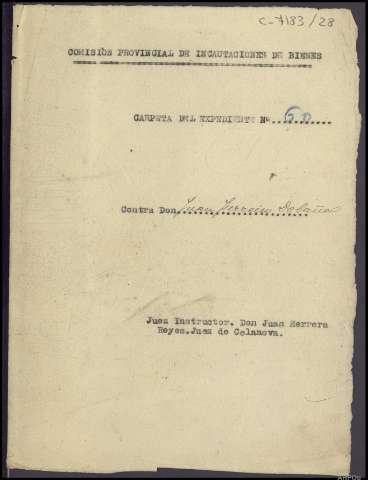 C-7183/28
COMISIÓN PROVINCIAL DE INCAUTACIONES DE BIENES
CARPETA DEL EXPEDIENTE Nº
Contra Don. Juan
Juez Instructor. Don Juan Herrera
Reyes. Juez de Celanova.